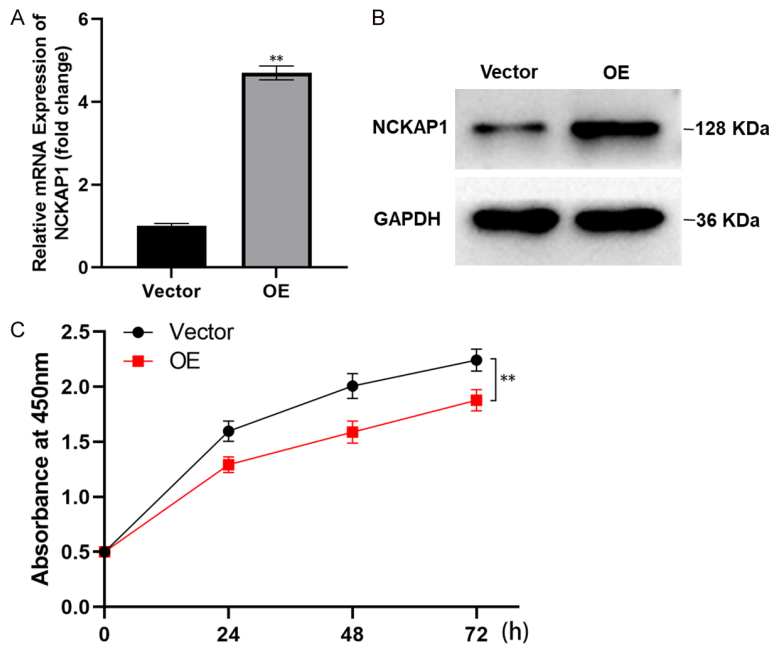 A
Relative mRNA Expression of
NCKAP1 (fold change)
6
4
2
0
**
Vector
OE
B
Vector
OE
NCKAP1
128 KDa
GAPDH
36 KDa
C
Absorbance at 450nm
2.5
2.0
1.5
1.0
0.5
0.0
Vector
OE
**
0
24
48
72
(h)